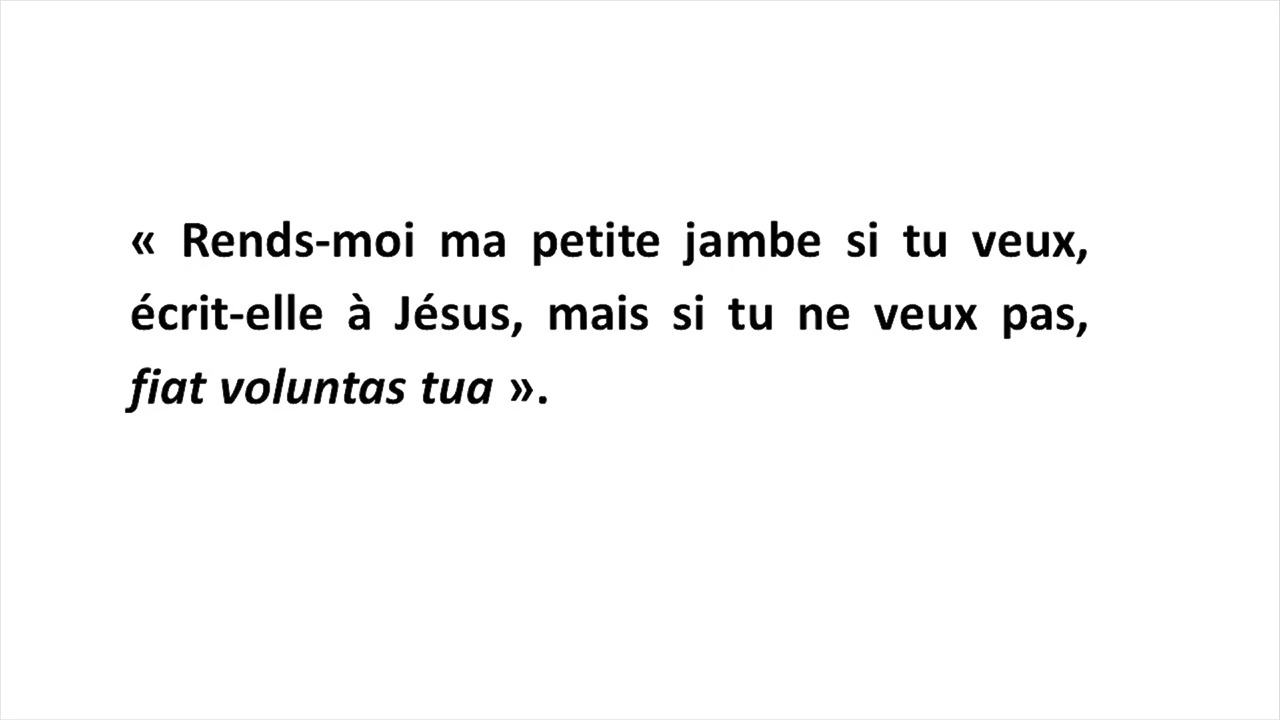 « Rends-moi ma petite jambe si tu veux,
écrit-elle à Jésus, mais si tu ne veux pas,
fiat voluntas tua ».